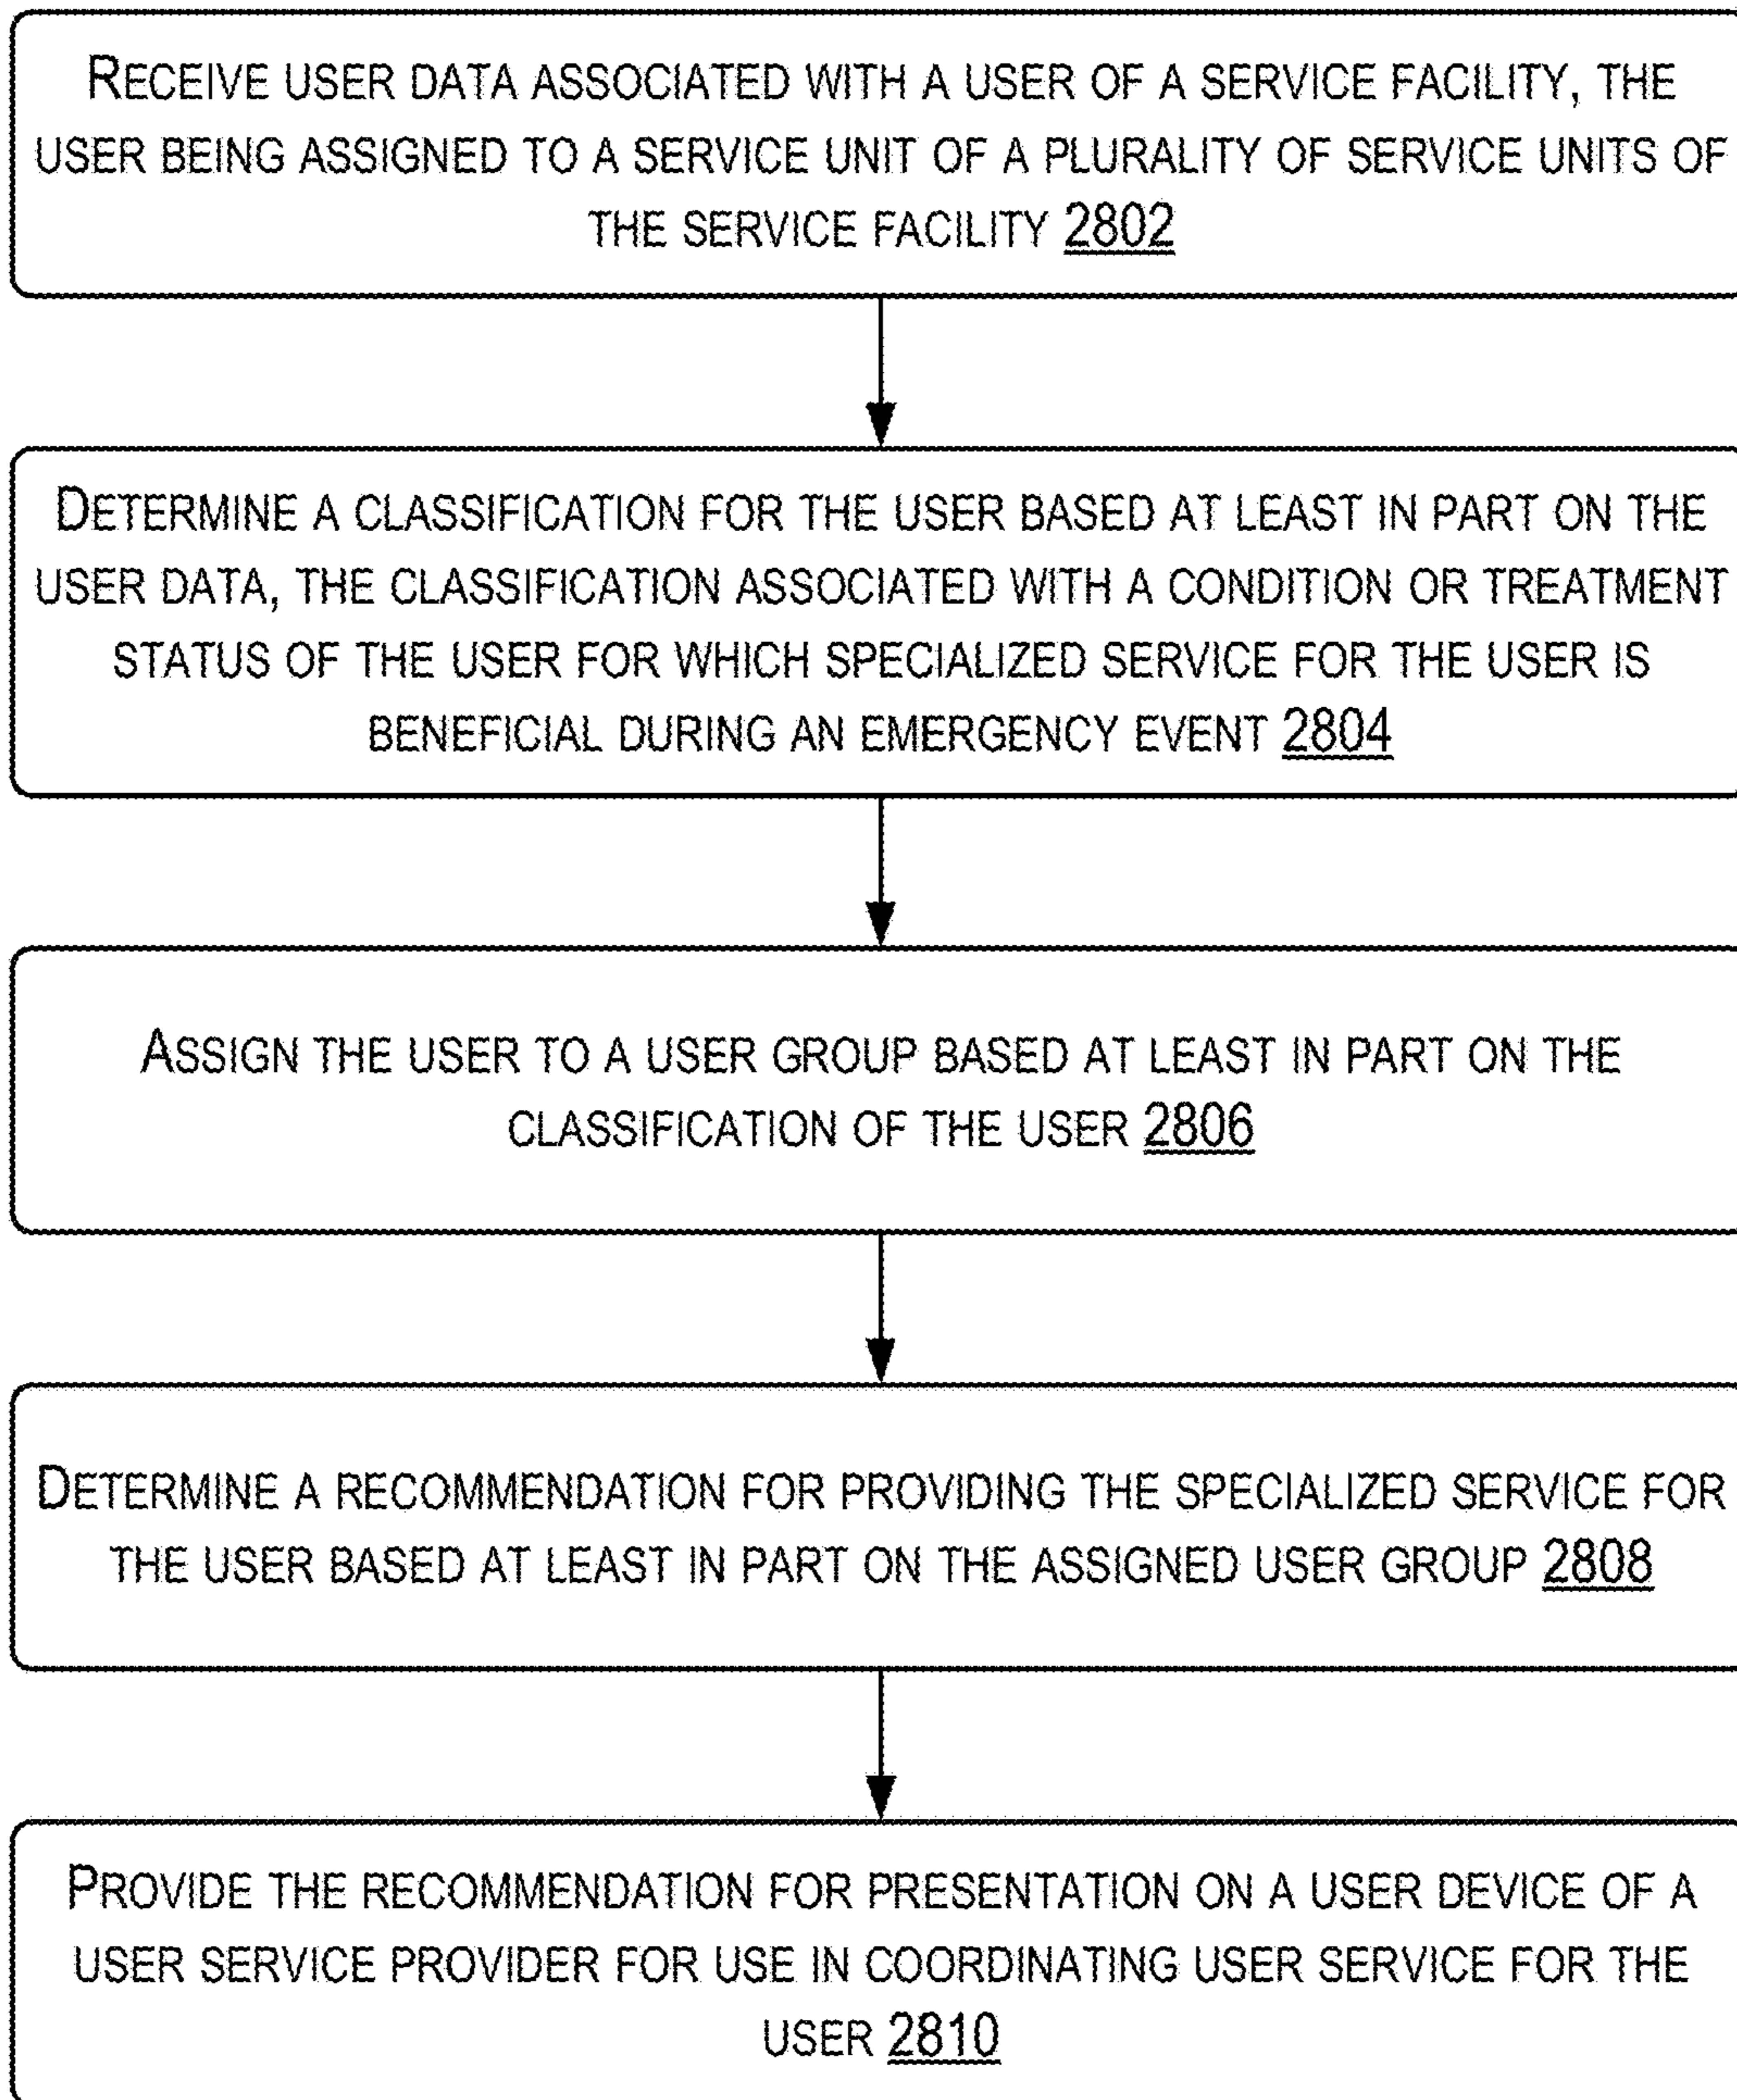 RECEIVE USER DATA ASSOCIATED WITH A USER OF A SERVICE FACILITY, THE
USER BEING ASSIGNED TO A SERVICE UNIT OF A PLURALITY OF SERVICE UNITS OF
THE SERVICE FACILITY 2802
DETERMINE A CLASSIFICATION FOR THE USER BASED AT LEAST IN PART ON THE
USER DATA, THE CLASSIFICATION ASSOCIATED WITH A CONDITION OR TREATMENT
STATUS OF THE USER FOR WHICH SPECIALIZED SERVICE FOR THE USER IS
BENEFICIAL DURING AN EMERGENCY EVENT 2804
ASSIGN THE USER TO A USER GROUP BASED AT LEAST IN PART ON THE
CLASSIFICATION OF THE USER 2806
DETERMINE A RECOMMENDATION FOR PROVIDING THE SPECIALIZED SERVICE FOR
THE USER BASED AT LEAST IN PART ON THE ASSIGNED USER GROUP 2808
PROVIDE THE RECOMMENDATION FOR PRESENTATION ON A USER DEVICE OF A
USER SERVICE PROVIDER FOR USE IN COORDINATING USER SERVICE FOR THE
USER 2810